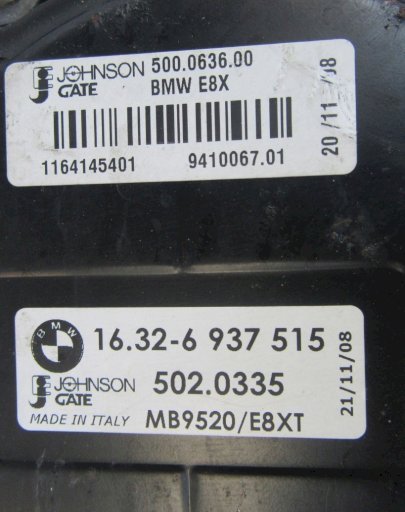 JOHNSON 500.0636.00
GATE BMW E8X
1164145401 9410067.01
20/11 /08
BMW 16.32-6 937 515
JOHNSON 502.0335
GATE
MADE IN ITALY MB9520/E8XT
21/11/08